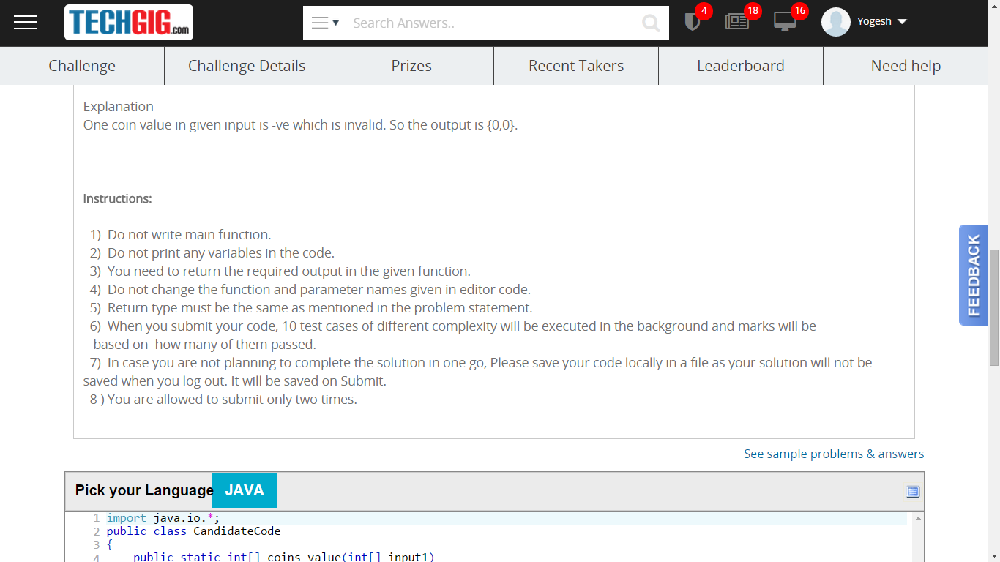 TECHGIG.com
Search Answers..
4
18
16
Yogesh
Challenge
Challenge Details
Prizes
Recent Takers
Leaderboard
Need help
Explanation-
One coin value in given input is -ve which is invalid. So the output is {0,0}.
Instructions:
1) Do not write main function.
2) Do not print any variables in the code.
3) You need to return the required output in the given function.
4) Do not change the function and parameter names given in editor code.
5) Return type must be the same as mentioned in the problem statement.
6) When you submit your code, 10 test cases of different complexity will be executed in the background and marks will be
based on how many of them passed.
7) In case you are not planning to complete the solution in one go, Please save your code locally in a file as your solution will not be
saved when you log out. It will be saved on Submit.
8 ) You are allowed to submit only two times.
FEEDBACK
See sample problems & answers
Pick your Language JAVA
1 import java.io.*;
2 public class CandidateCode
3 {
4 public static int[] coins_value(int[] input1)